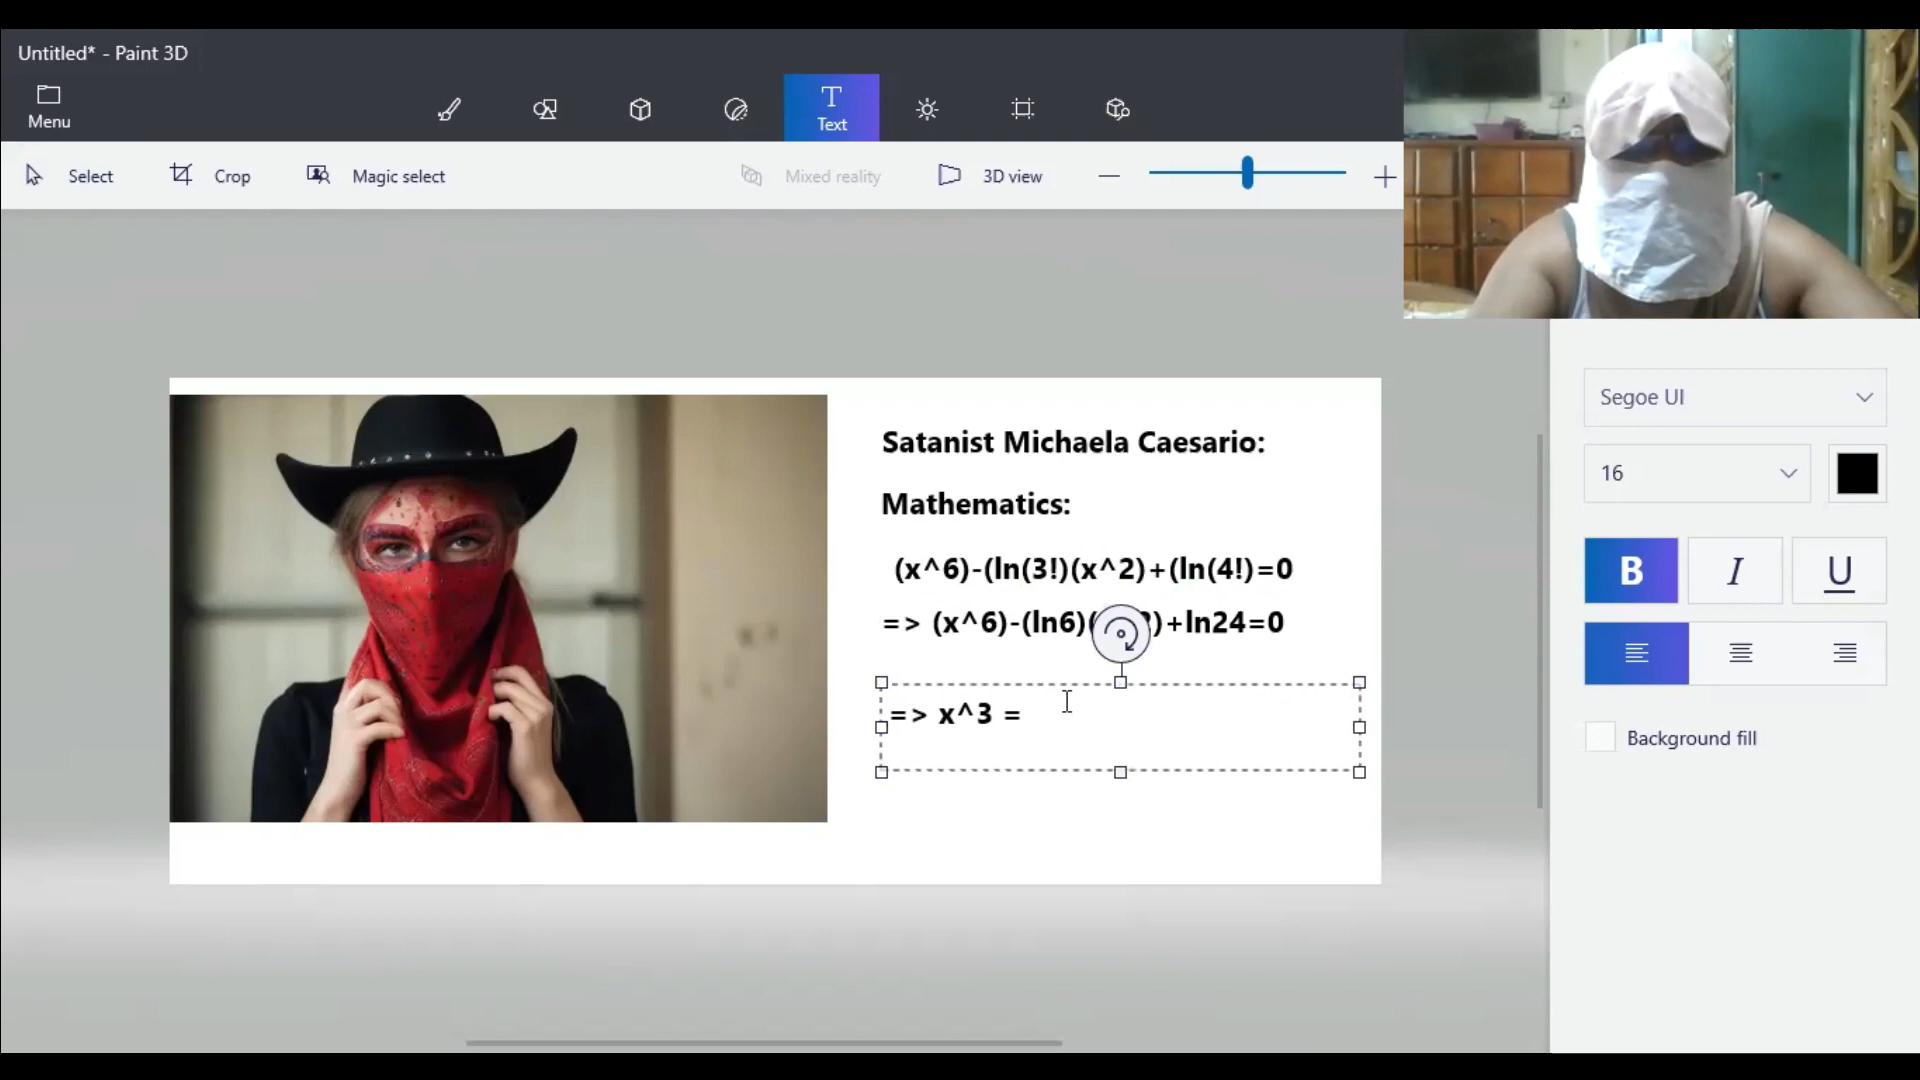 Untitled* - Paint 3D
Menu
Text
Select
Crop
Magic select
Mixed reality
3D view
Segoe UI
16
B
I
U
Background fill
Satanist Michaela Caesario:
Mathematics:
(x^6)-(ln(3!)(x^2)+(ln(4!)=0
=> (x^6)-(ln6)( )+ln24=0
=> x^3 =